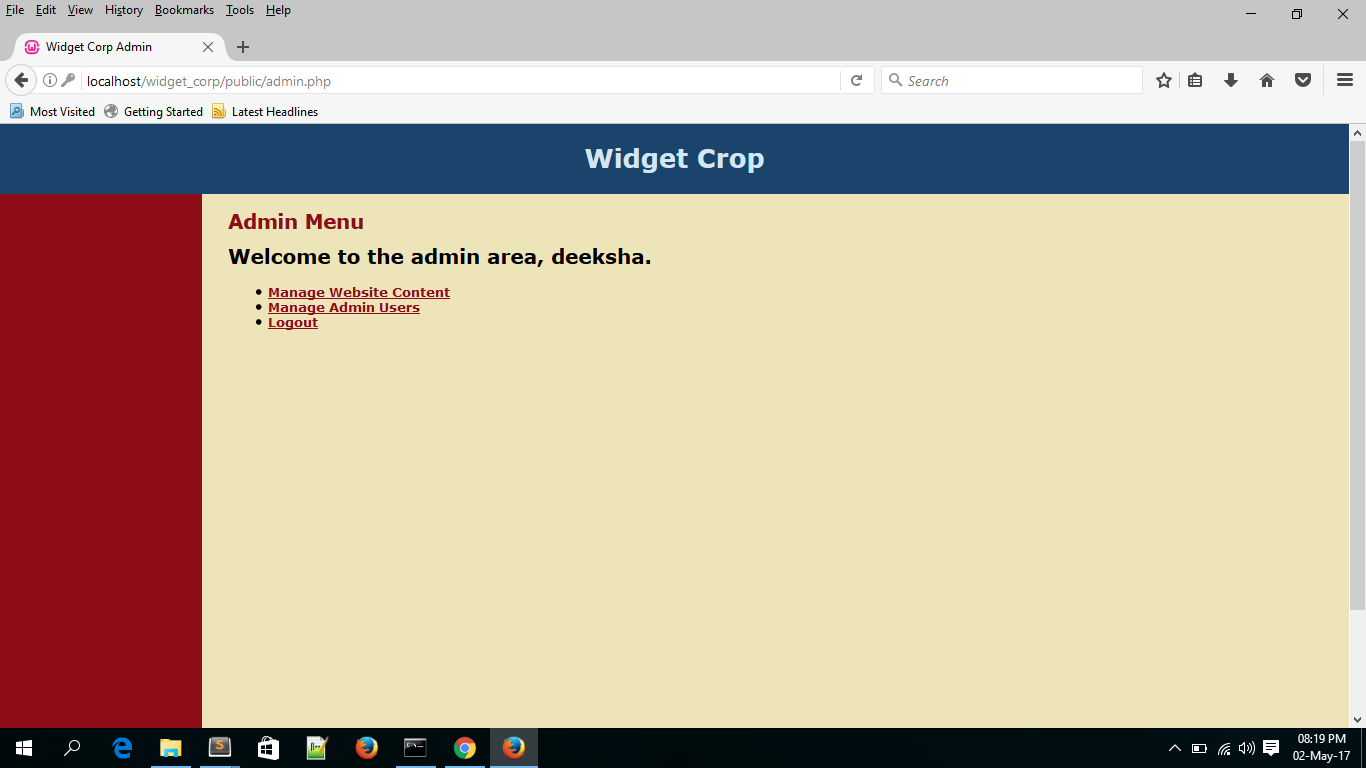 File Edit View History Bookmarks Tools Help
Widget Corp Admin
localhost/widget_corp/public/admin.php
Search
Most Visited Getting Started Latest Headlines
Widget Crop
Admin Menu
Welcome to the admin area, deeksha.
Manage Website Content
Manage Admin Users
Logout
08:19 PM
02-May-17